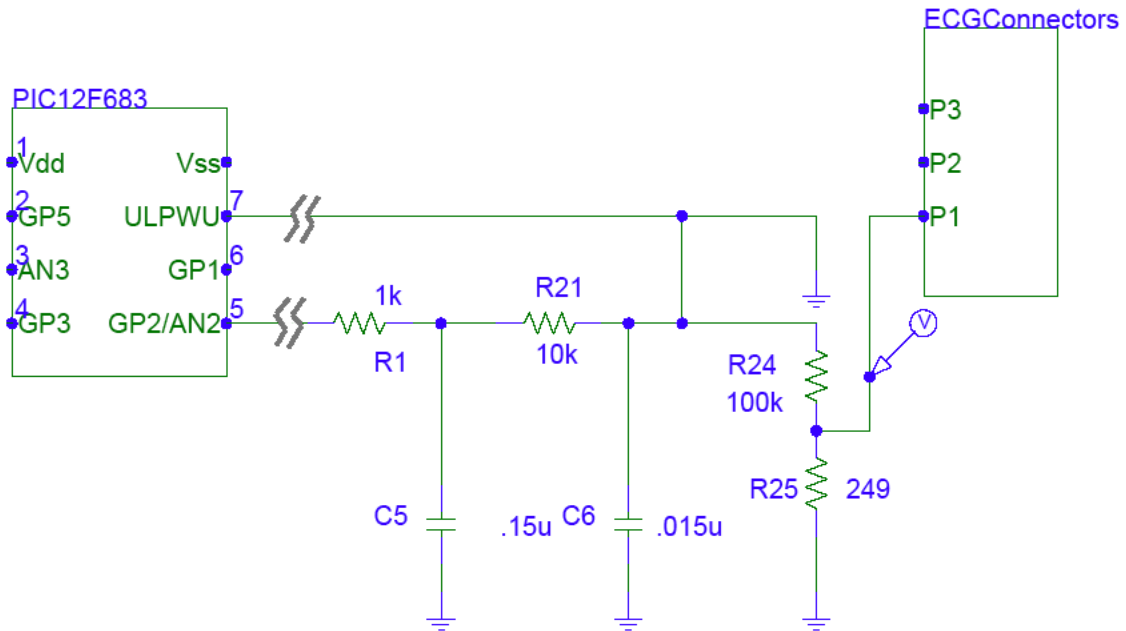 ECGConnectors
PIC12F683
P3
1
Vdd
Vss
P2
2
GP5
ULPWU
7
P1
3
AN3
GP1
6
4
GP3
GP2/AN2
5
1k
R1
R21
10k
V
R24
100k
R25
249
C5
.15u
C6
.015u